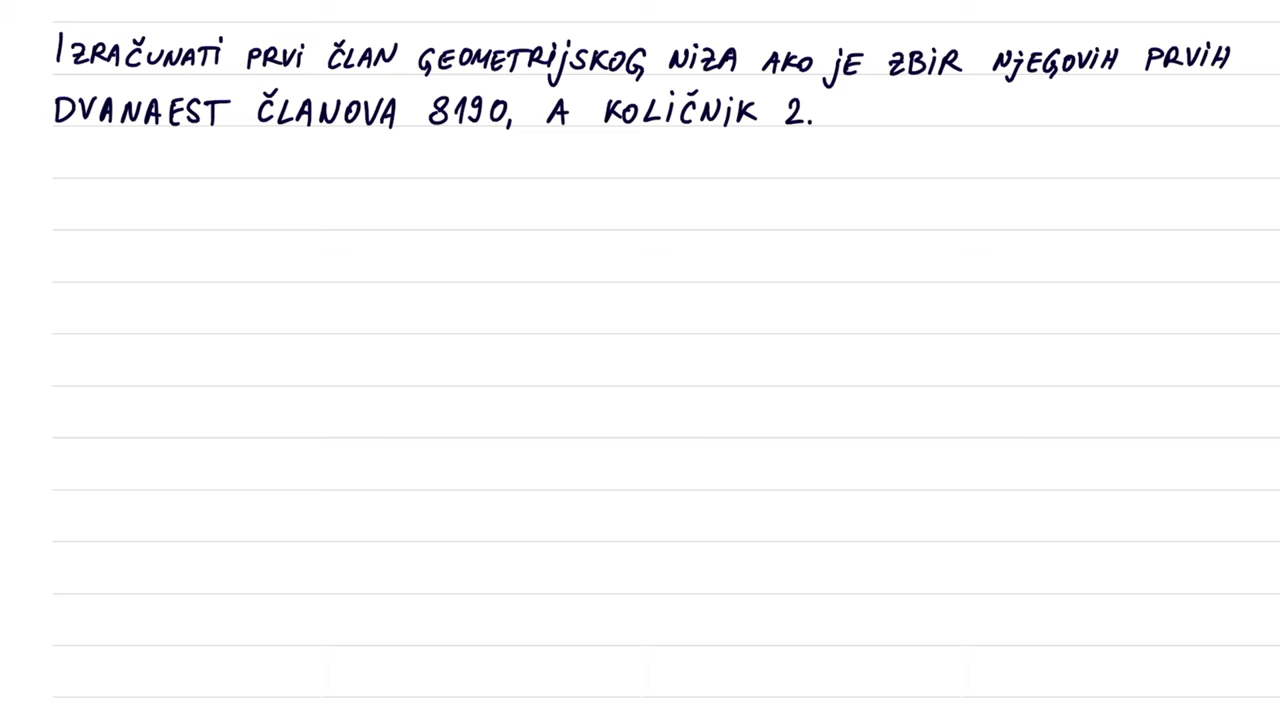 IZRAČUNATI PRVI ČLAN GEOMETRIJSKOG NIZA AKO JE ZBIR NJEGOVIH PRVIH
DVANAEST ČLANOVA 8190, A KOLIČNIK 2.